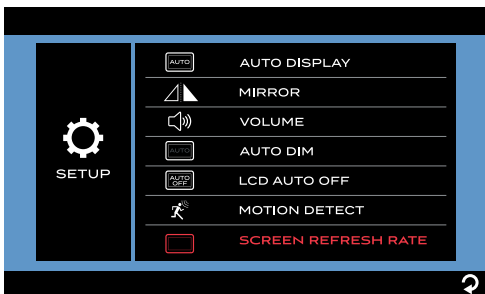 AUTO AUTO DISPLAY
MIRROR
VOLUME
AUTO AUTO DIM
SETUP
AUTO OFF LCD AUTO OFF
MOTION DETECT
SCREEN REFRESH RATE